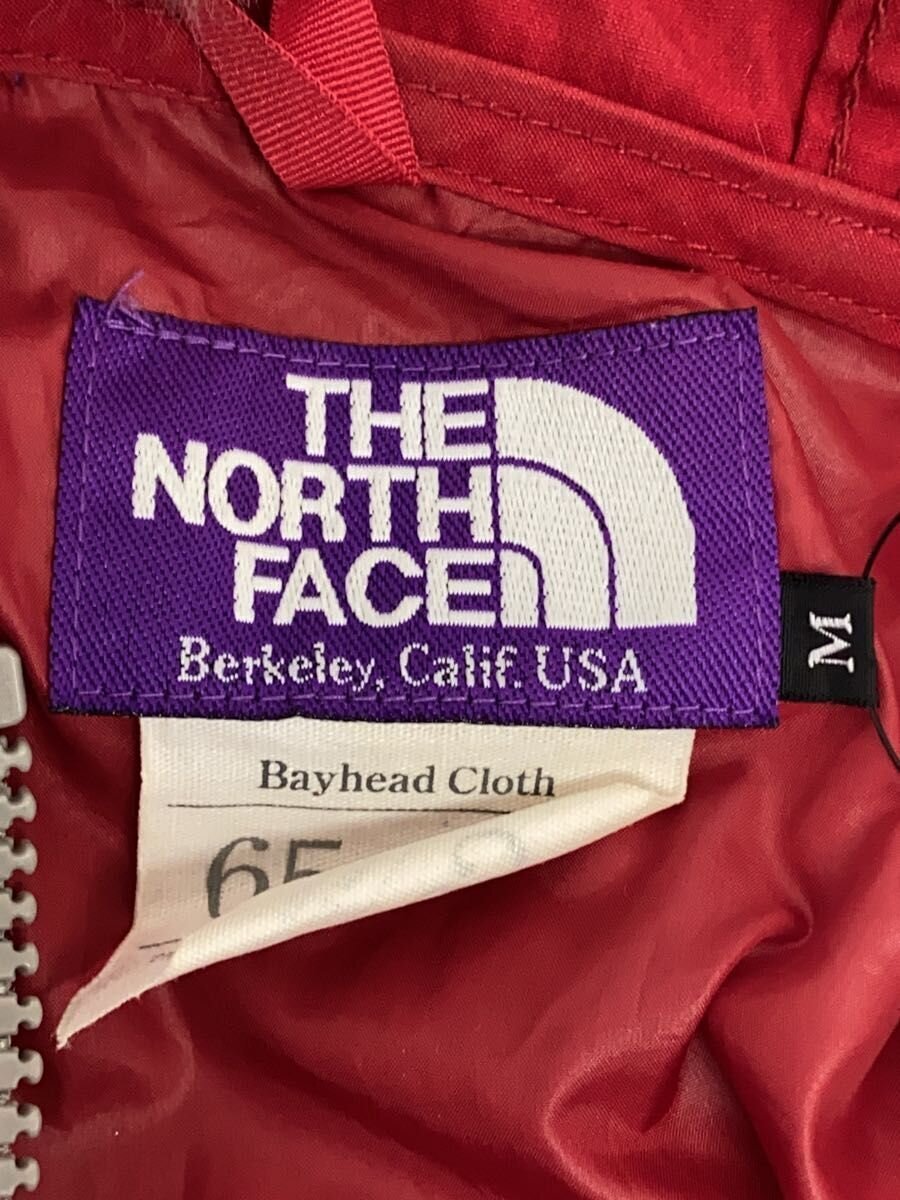 THE
NORTH
FACE
Berkeley, Calif. USA
M
Bayhead Cloth
65